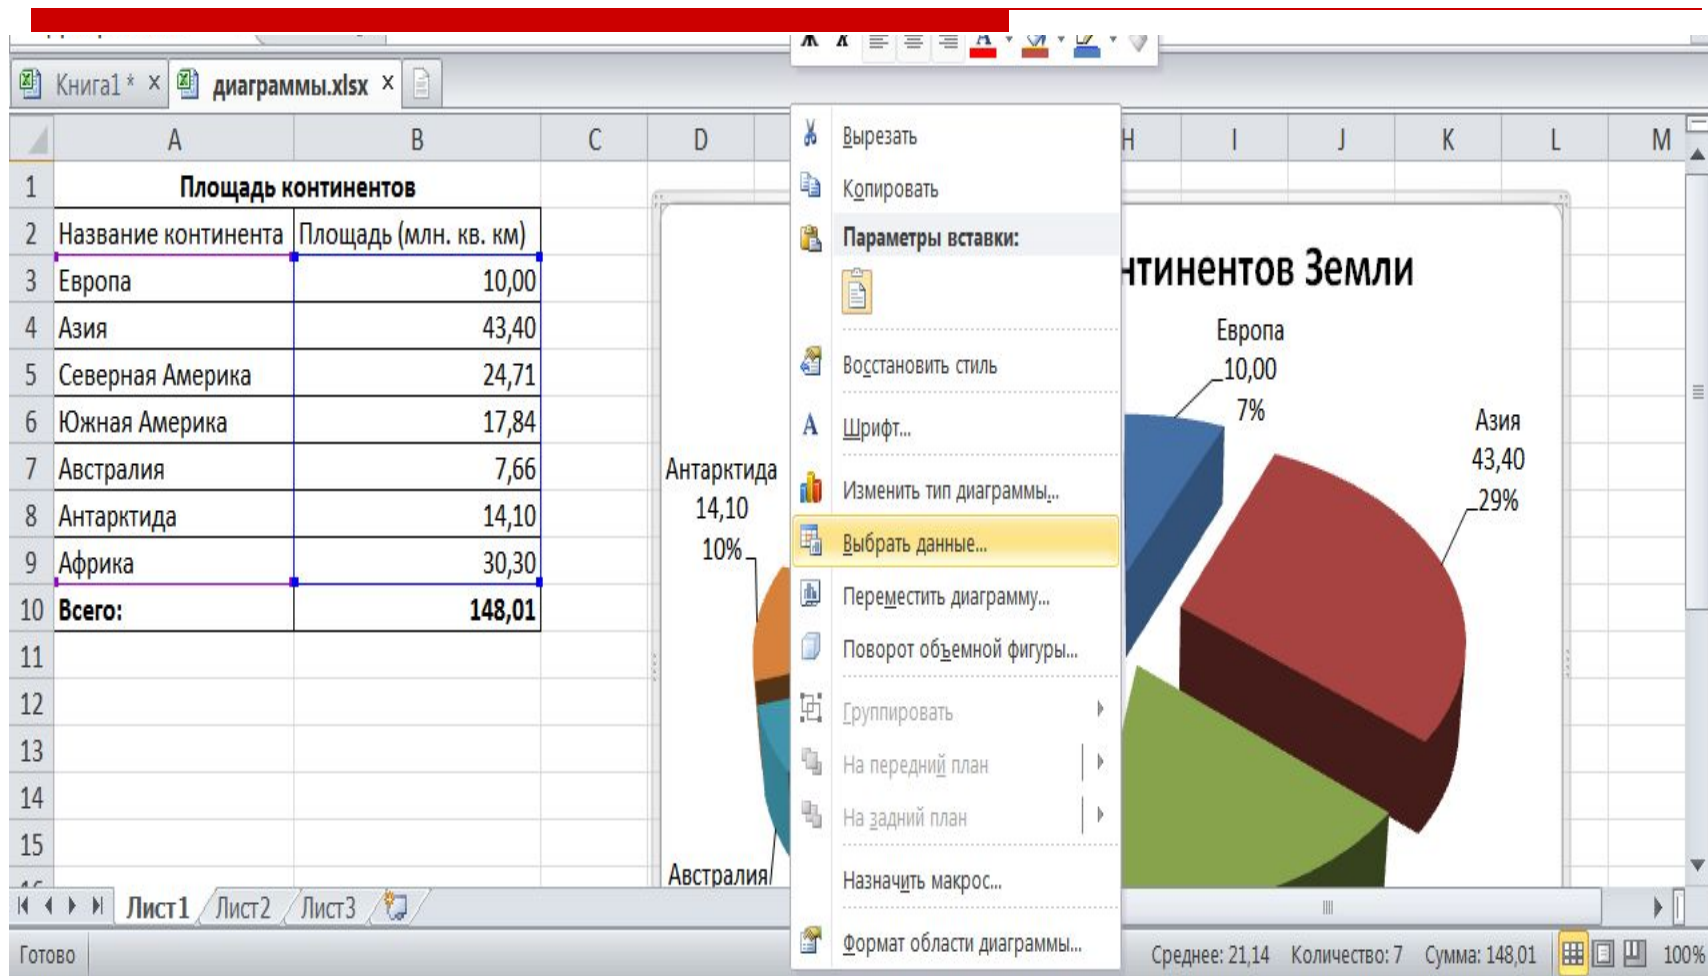 Ж К А
Книга1 * × диаграммы.xlsx ×
A B C D H I J K L M
1 Площадь континентов
2 Название континента Площадь (млн. кв. км)
3 Европа 10,00
4 Азия 43,40
5 Северная Америка 24,71
6 Южная Америка 17,84
7 Австралия 7,66
8 Антарктида 14,10
9 Африка 30,30
10 Всего: 148,01
11
12
13
14
15
Вырезать
Копировать
Параметры вставки:
Восстановить стиль
Шрифт...
Изменить тип диаграммы...
Выбрать данные...
Переместить диаграмму...
Поворот объемной фигуры...
Группировать
На передний план
На задний план
Назначить макрос...
Формат области диаграммы...
нтинентов Земли
Европа
10,00
7%
Азия
43,40
29%
Антарктида
14,10
10%
Австралия
Лист1 Лист2 Лист3
Готово Среднее: 21,14 Количество: 7 Сумма: 148,01 100%